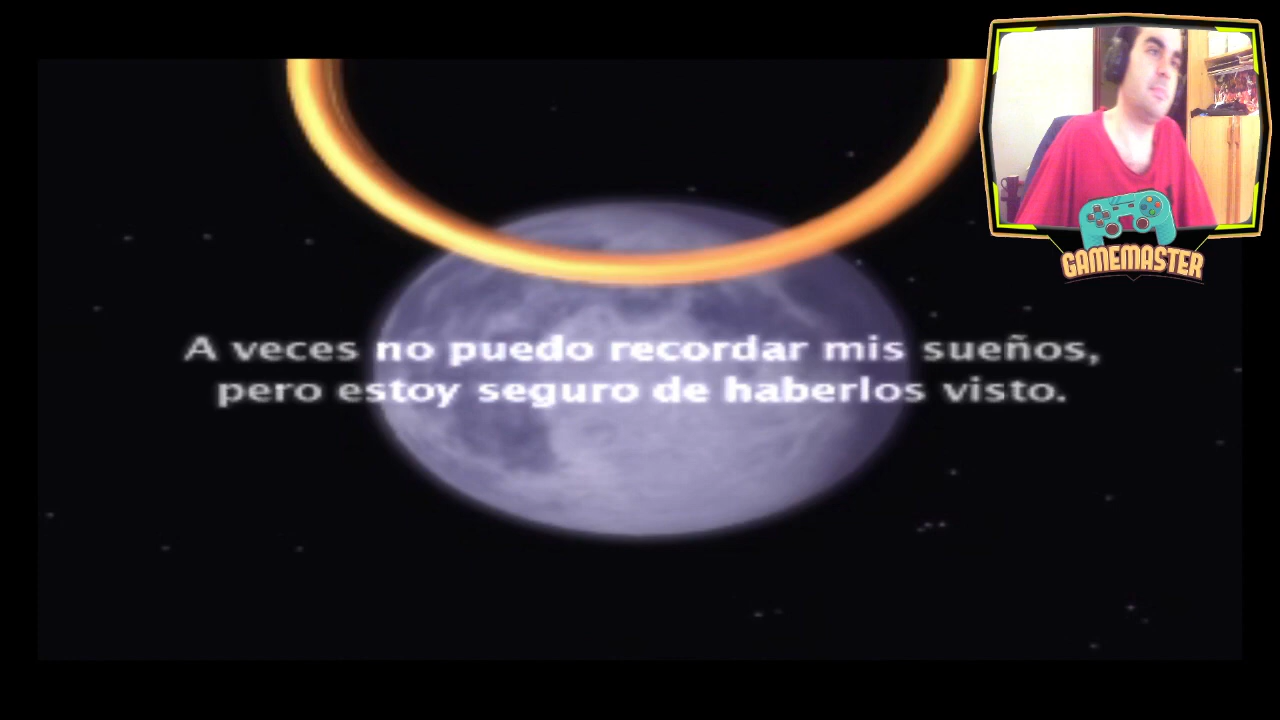 A veces no puedo recordar mis sueños,
pero estoy seguro de haberlos visto.
GAMEMASTER